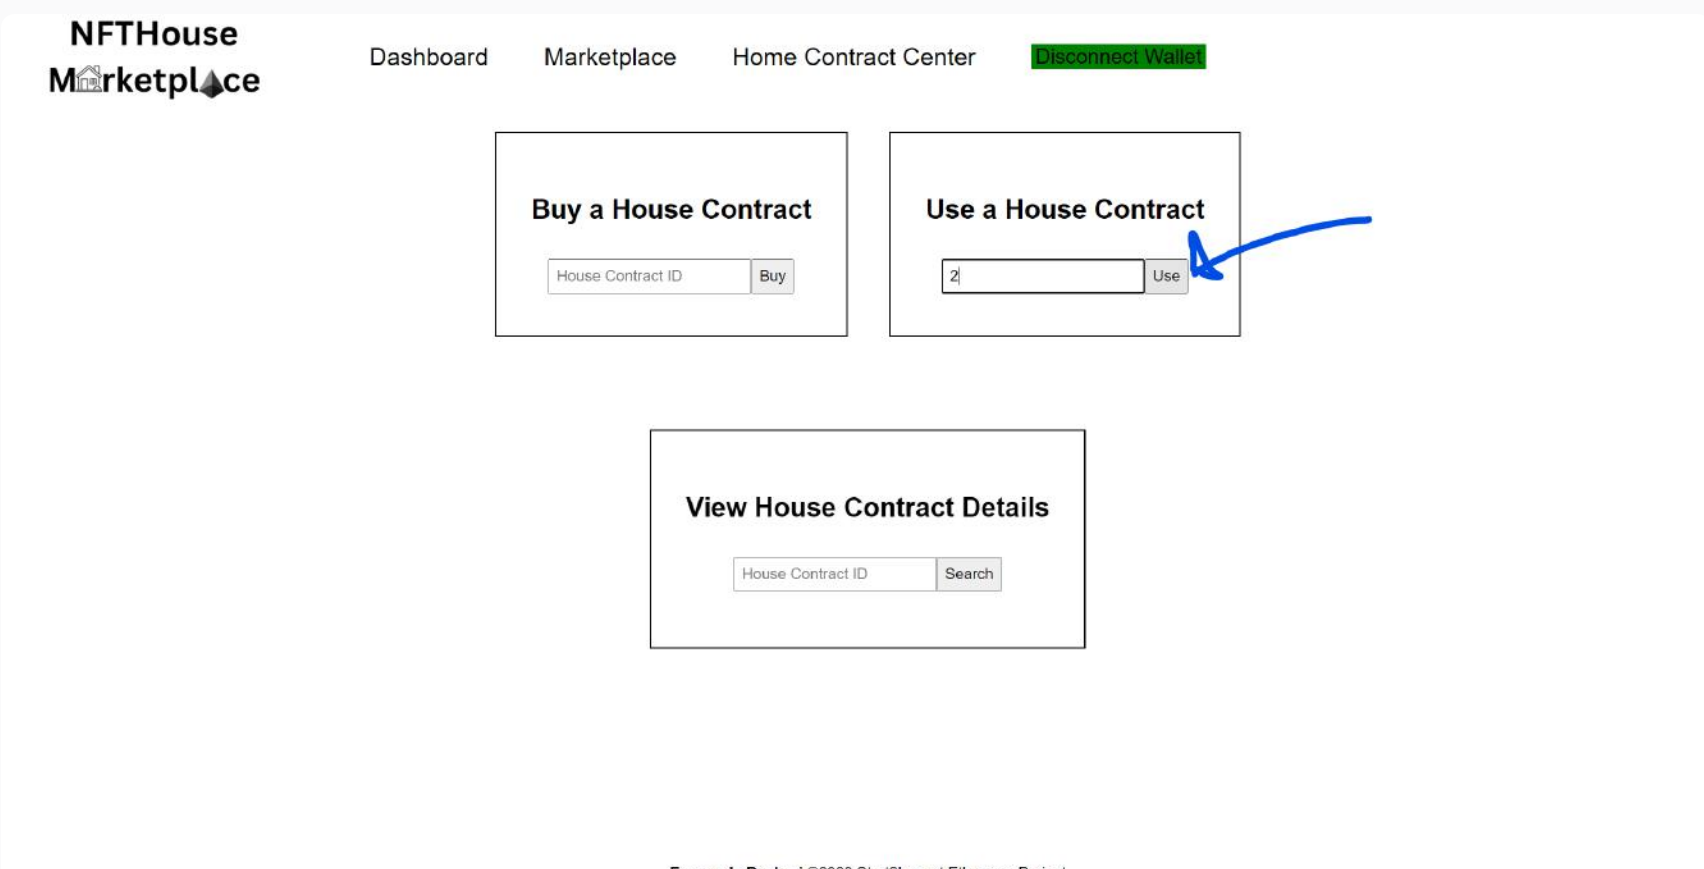 NFTHouse
Marketplace
Dashboard Marketplace Home Contract Center Disconnect Wallet
Buy a House Contract
House Contract ID Buy
Use a House Contract
2 Use
View House Contract Details
House Contract ID Search